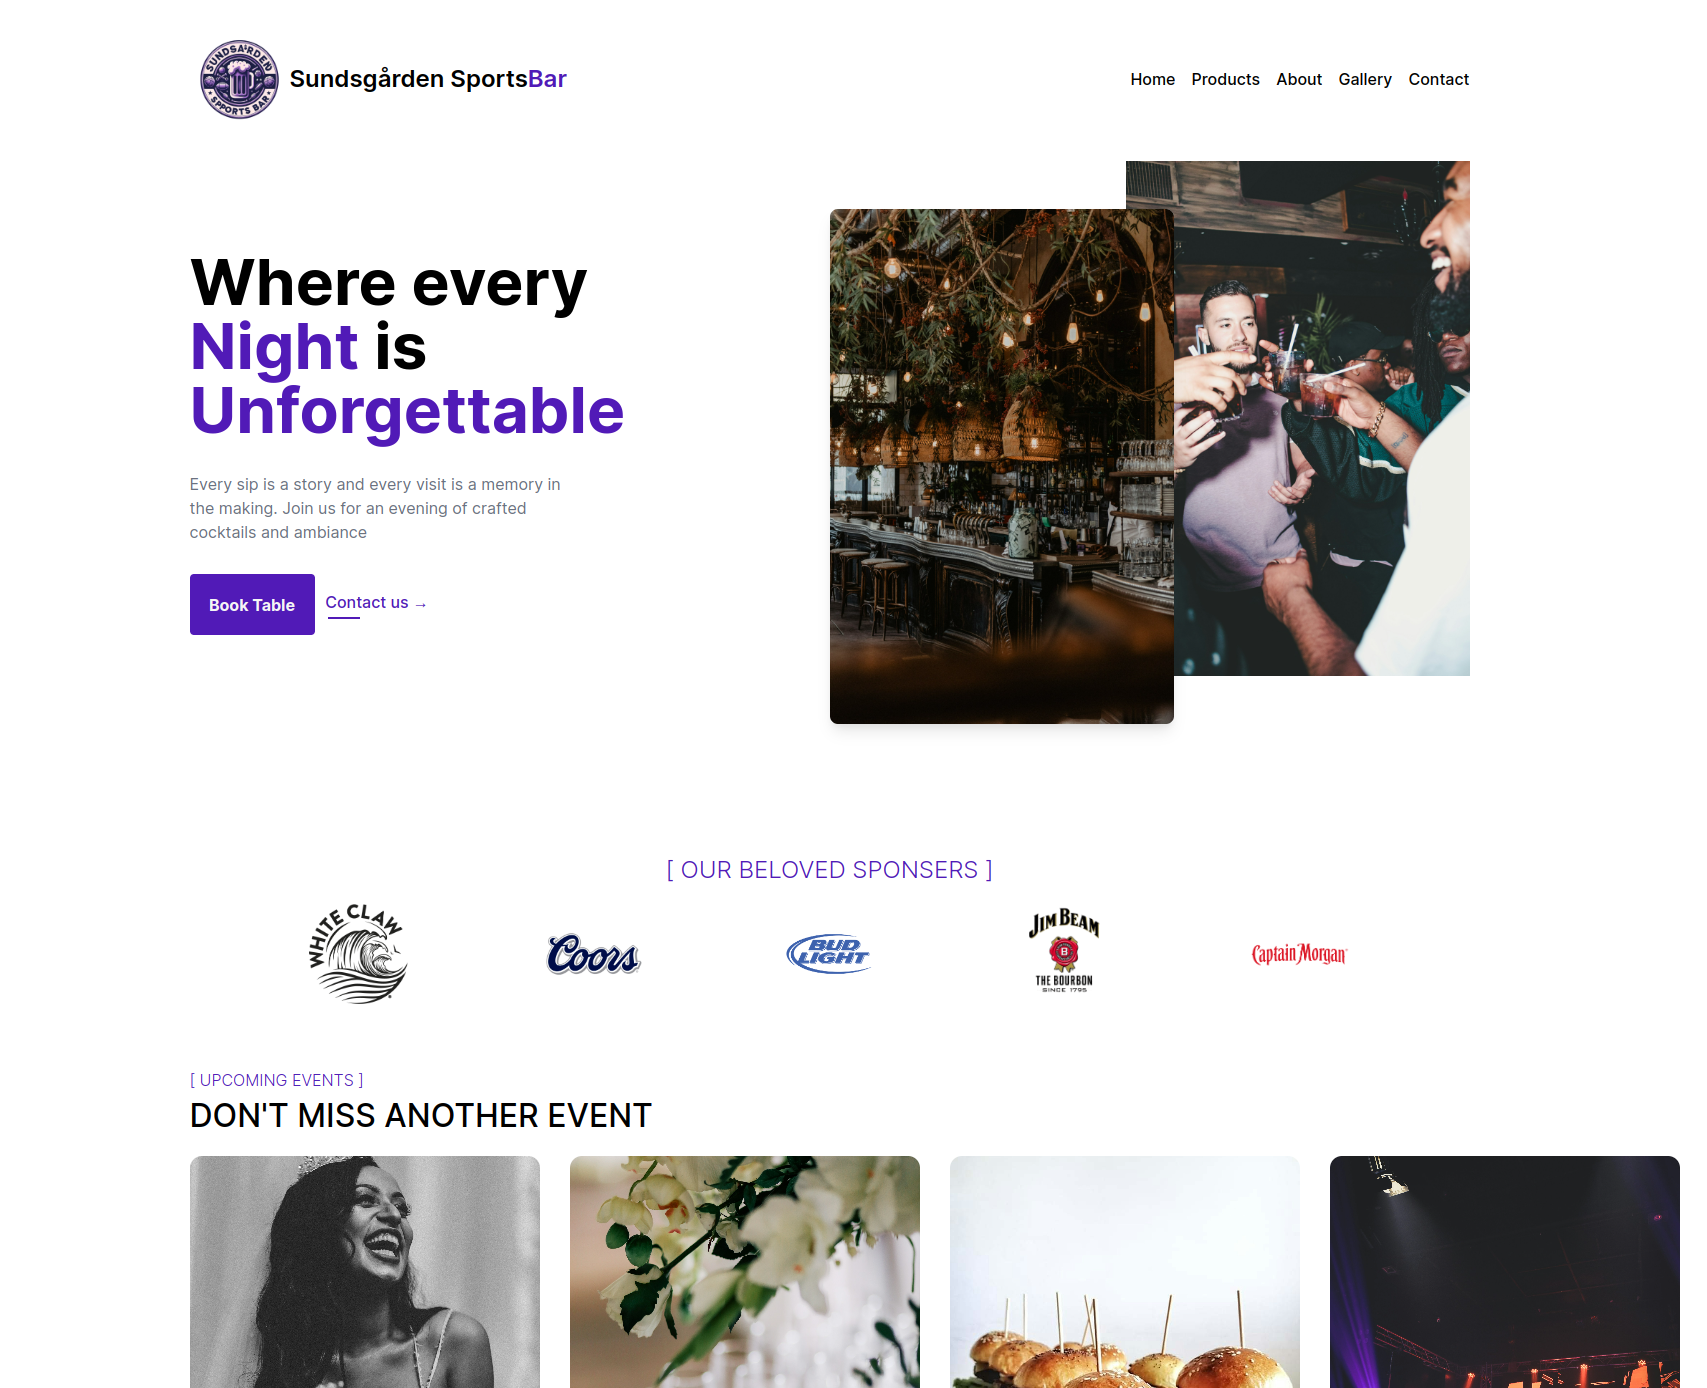 SUNDSGÅRDEN
SPPORTS BAR
Sundsgården SportsBar
Home Products About Gallery Contact
Where every
Night is
Unforgettable
Every sip is a story and every visit is a memory in
the making. Join us for an evening of crafted
cocktails and ambiance
Book Table
Contact us →
[ OUR BELOVED SPONSERS ]
WHITE CLAW
Coors
BUD
LIGHT
JIM BEAM
B
THE BOURBON
SINCE 1795
Captain Morgan
[ UPCOMING EVENTS ]
DON'T MISS ANOTHER EVENT